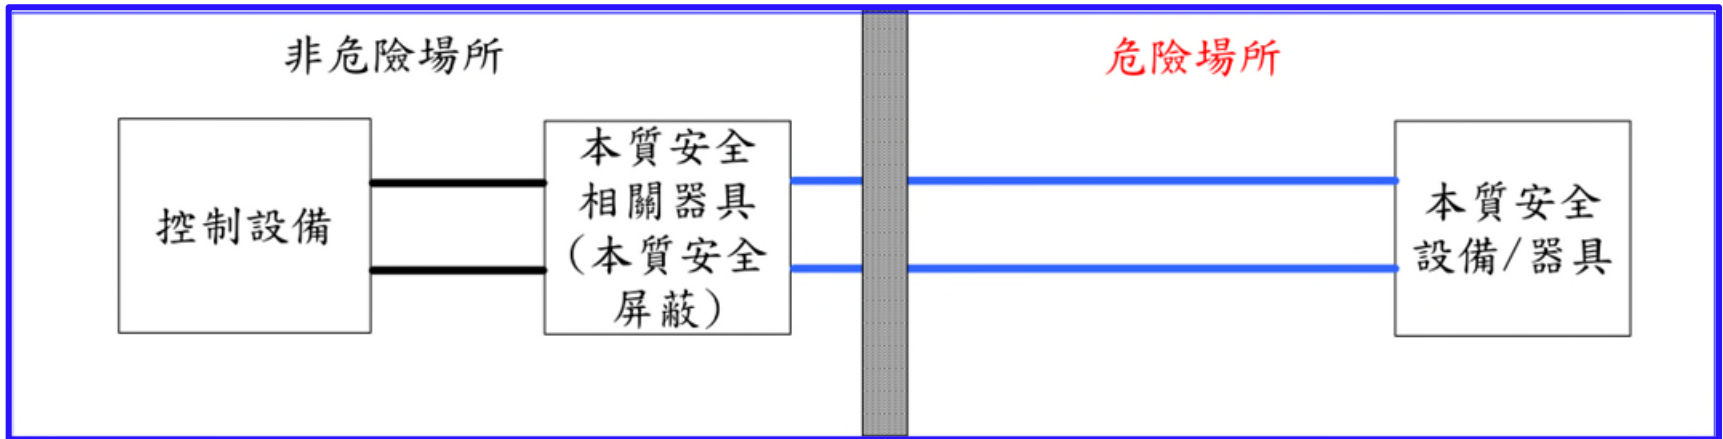 非危險場所
危險場所
控制設備
本質安全
相關器具
(本質安全
屏蔽)
本質安全
設備/器具